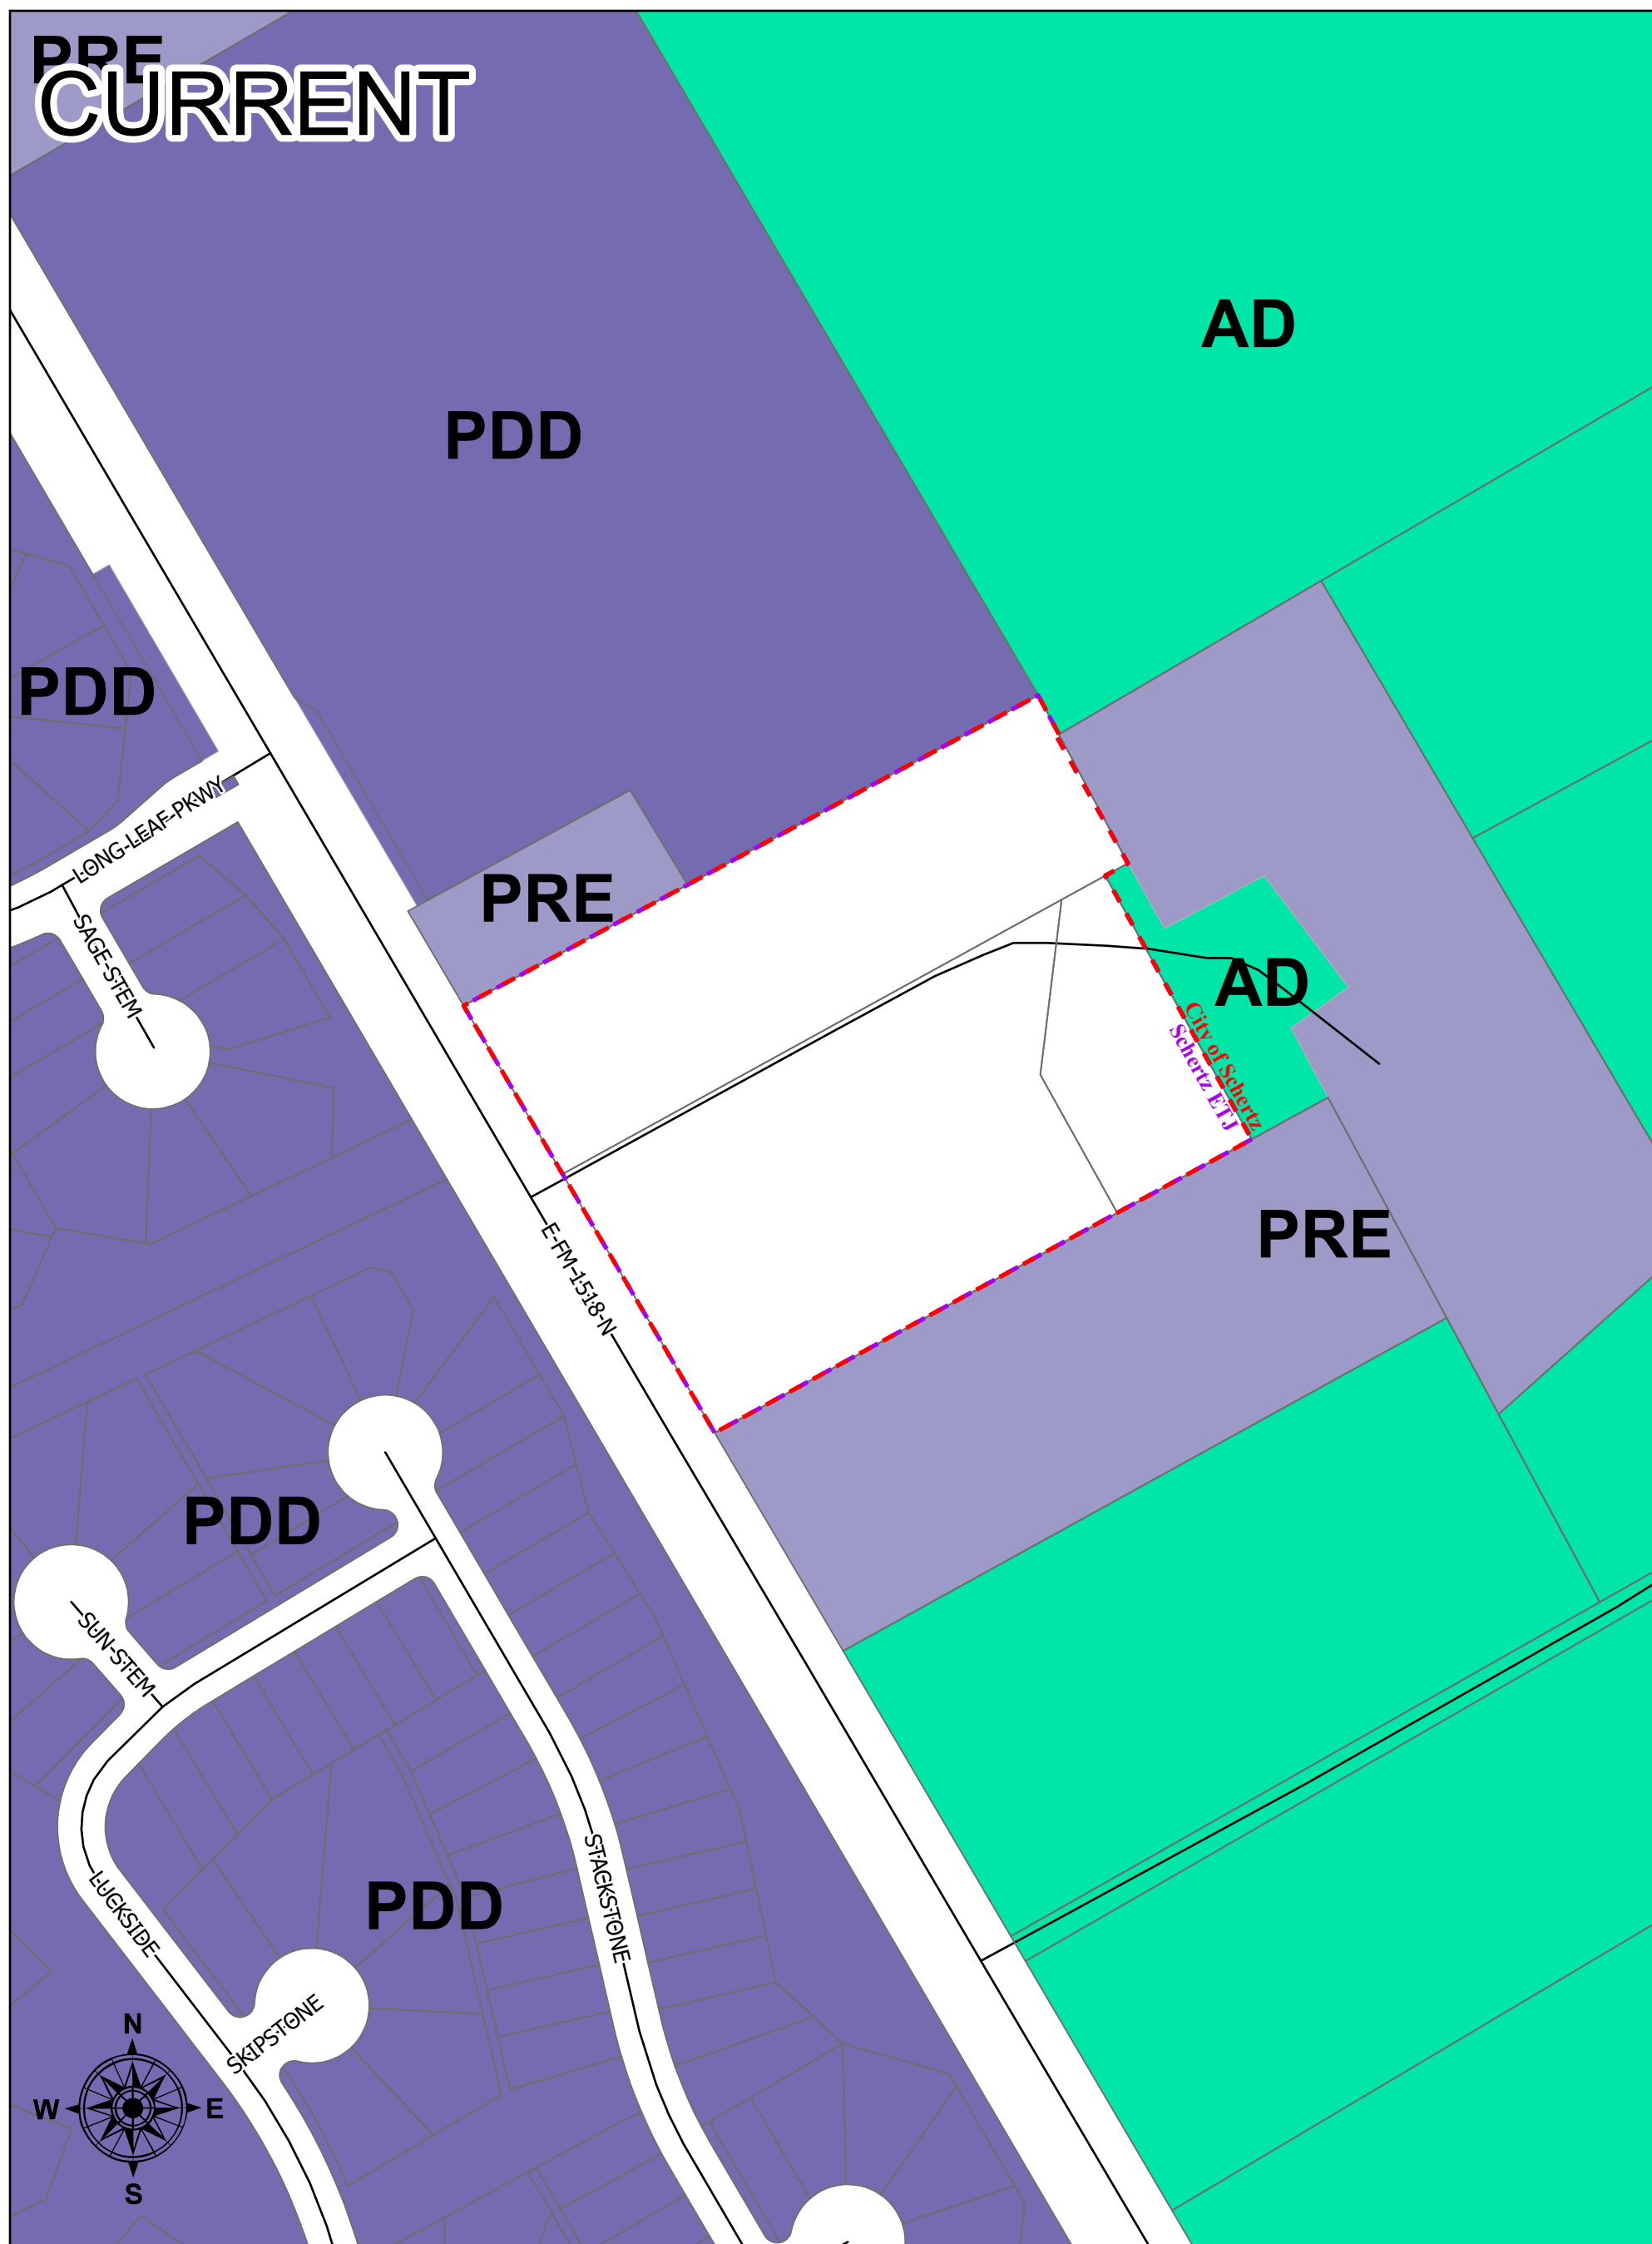 PRE
CURRENT
AD
PDD
PDD
LONG LEAF PKWY
PRE
SAGE STEM
AD
City of Schertz
Schertz ETJ
PRE
E FM 1518 N
PDD
SUN STEM
STACKSTONE
LUCKSIDE
PDD
SKIPSTONE
N
W
E
S